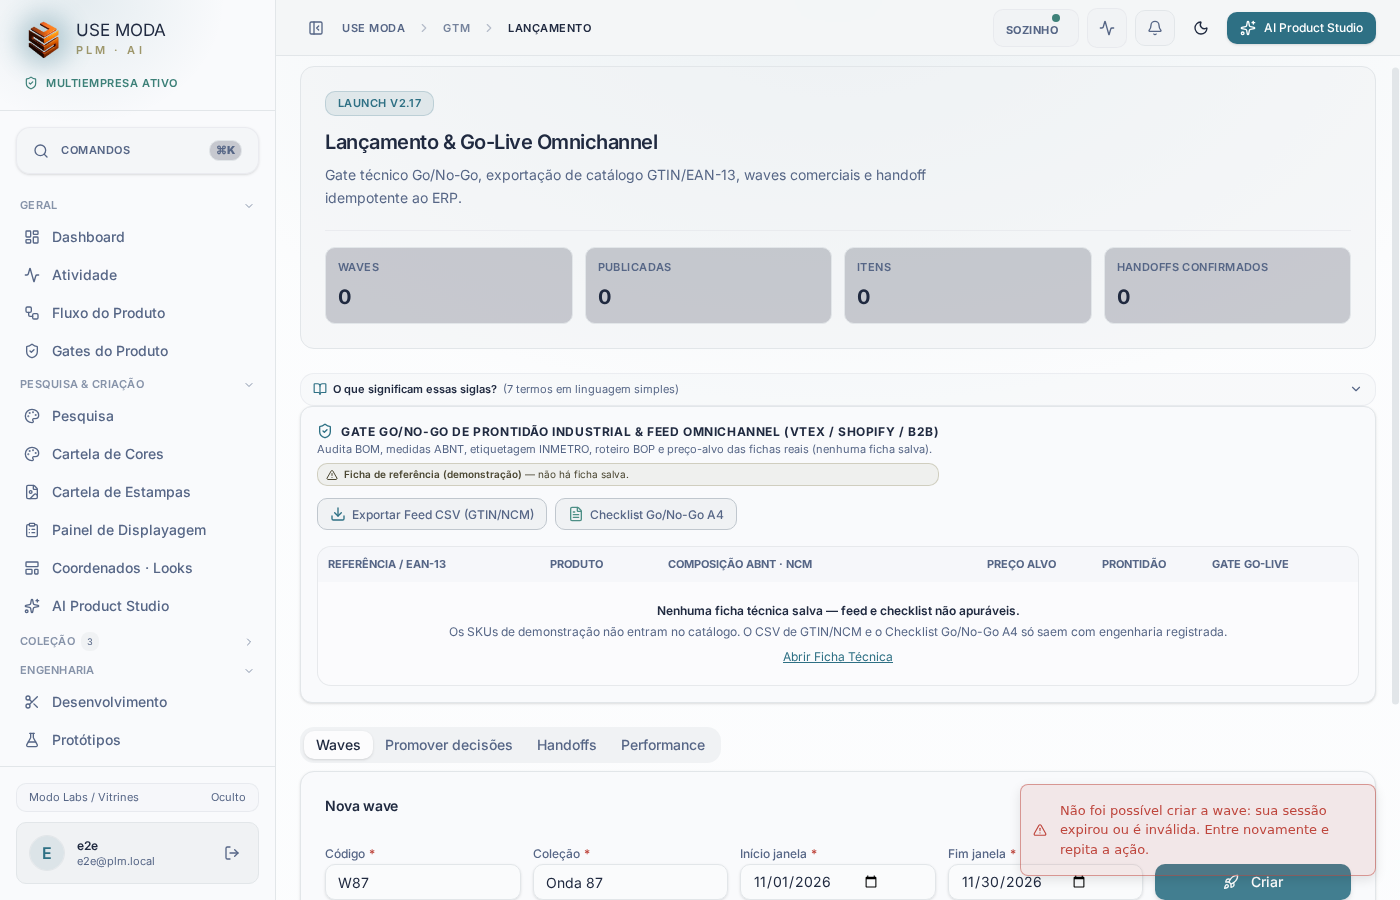 USE MODA
PLM · AI
MULTIEMPRESA ATIVO
COMANDOS
⌘K
GERAL
Dashboard
Atividade
Fluxo do Produto
Gates do Produto
PESQUISA & CRIAÇÃO
Pesquisa
Cartela de Cores
Cartela de Estampas
Painel de Displayagem
Coordenados · Looks
AI Product Studio
COLEÇÃO 3
ENGENHARIA
Desenvolvimento
Protótipos
Modo Labs / Vitrines Oculto
E
e2e
e2e@plm.local
USE MODA GTM LANÇAMENTO
SOZINHO
AI Product Studio
LAUNCH V2.17
Lançamento & Go-Live Omnichannel
Gate técnico Go/No-Go, exportação de catálogo GTIN/EAN-13, waves comerciais e handoff
idempotente ao ERP.
WAVES
0
PUBLICADAS
0
ITENS
0
HANDOFFS CONFIRMADOS
0
O que significam essas siglas? (7 termos em linguagem simples)
GATE GO/NO-GO DE PRONTIDÃO INDUSTRIAL & FEED OMNICHANNEL (VTEX / SHOPIFY / B2B)
Audita BOM, medidas ABNT, etiquetagem INMETRO, roteiro BOP e preço-alvo das fichas reais (nenhuma ficha salva).
Ficha de referência (demonstração) — não há ficha salva.
Exportar Feed CSV (GTIN/NCM)
Checklist Go/No-Go A4
REFERÊNCIA / EAN-13 PRODUTO COMPOSIÇÃO ABNT · NCM PREÇO ALVO PRONTIDÃO GATE GO-LIVE
Nenhuma ficha técnica salva — feed e checklist não apuráveis.
Os SKUs de demonstração não entram no catálogo. O CSV de GTIN/NCM e o Checklist Go/No-Go A4 só saem com engenharia registrada.
Abrir Ficha Técnica
Waves Promover decisões Handoffs Performance
Nova wave
Código *
W87
Coleção *
Onda 87
Início janela *
11/01/2026
Fim janela *
11/30/2026
Criar
Não foi possível criar a wave: sua sessão
expirou ou é inválida. Entre novamente e
repita a ação.